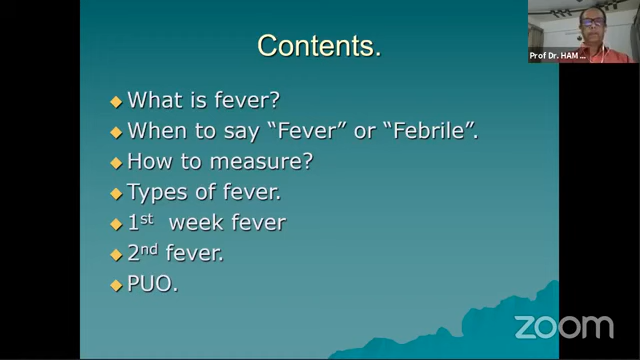 Contents.
Prof Dr. HAM ...
What is fever?
When to say “Fever” or “Febrile”.
How to measure?
Types of fever.
1st  week fever
2nd fever.
PUO.
zoom